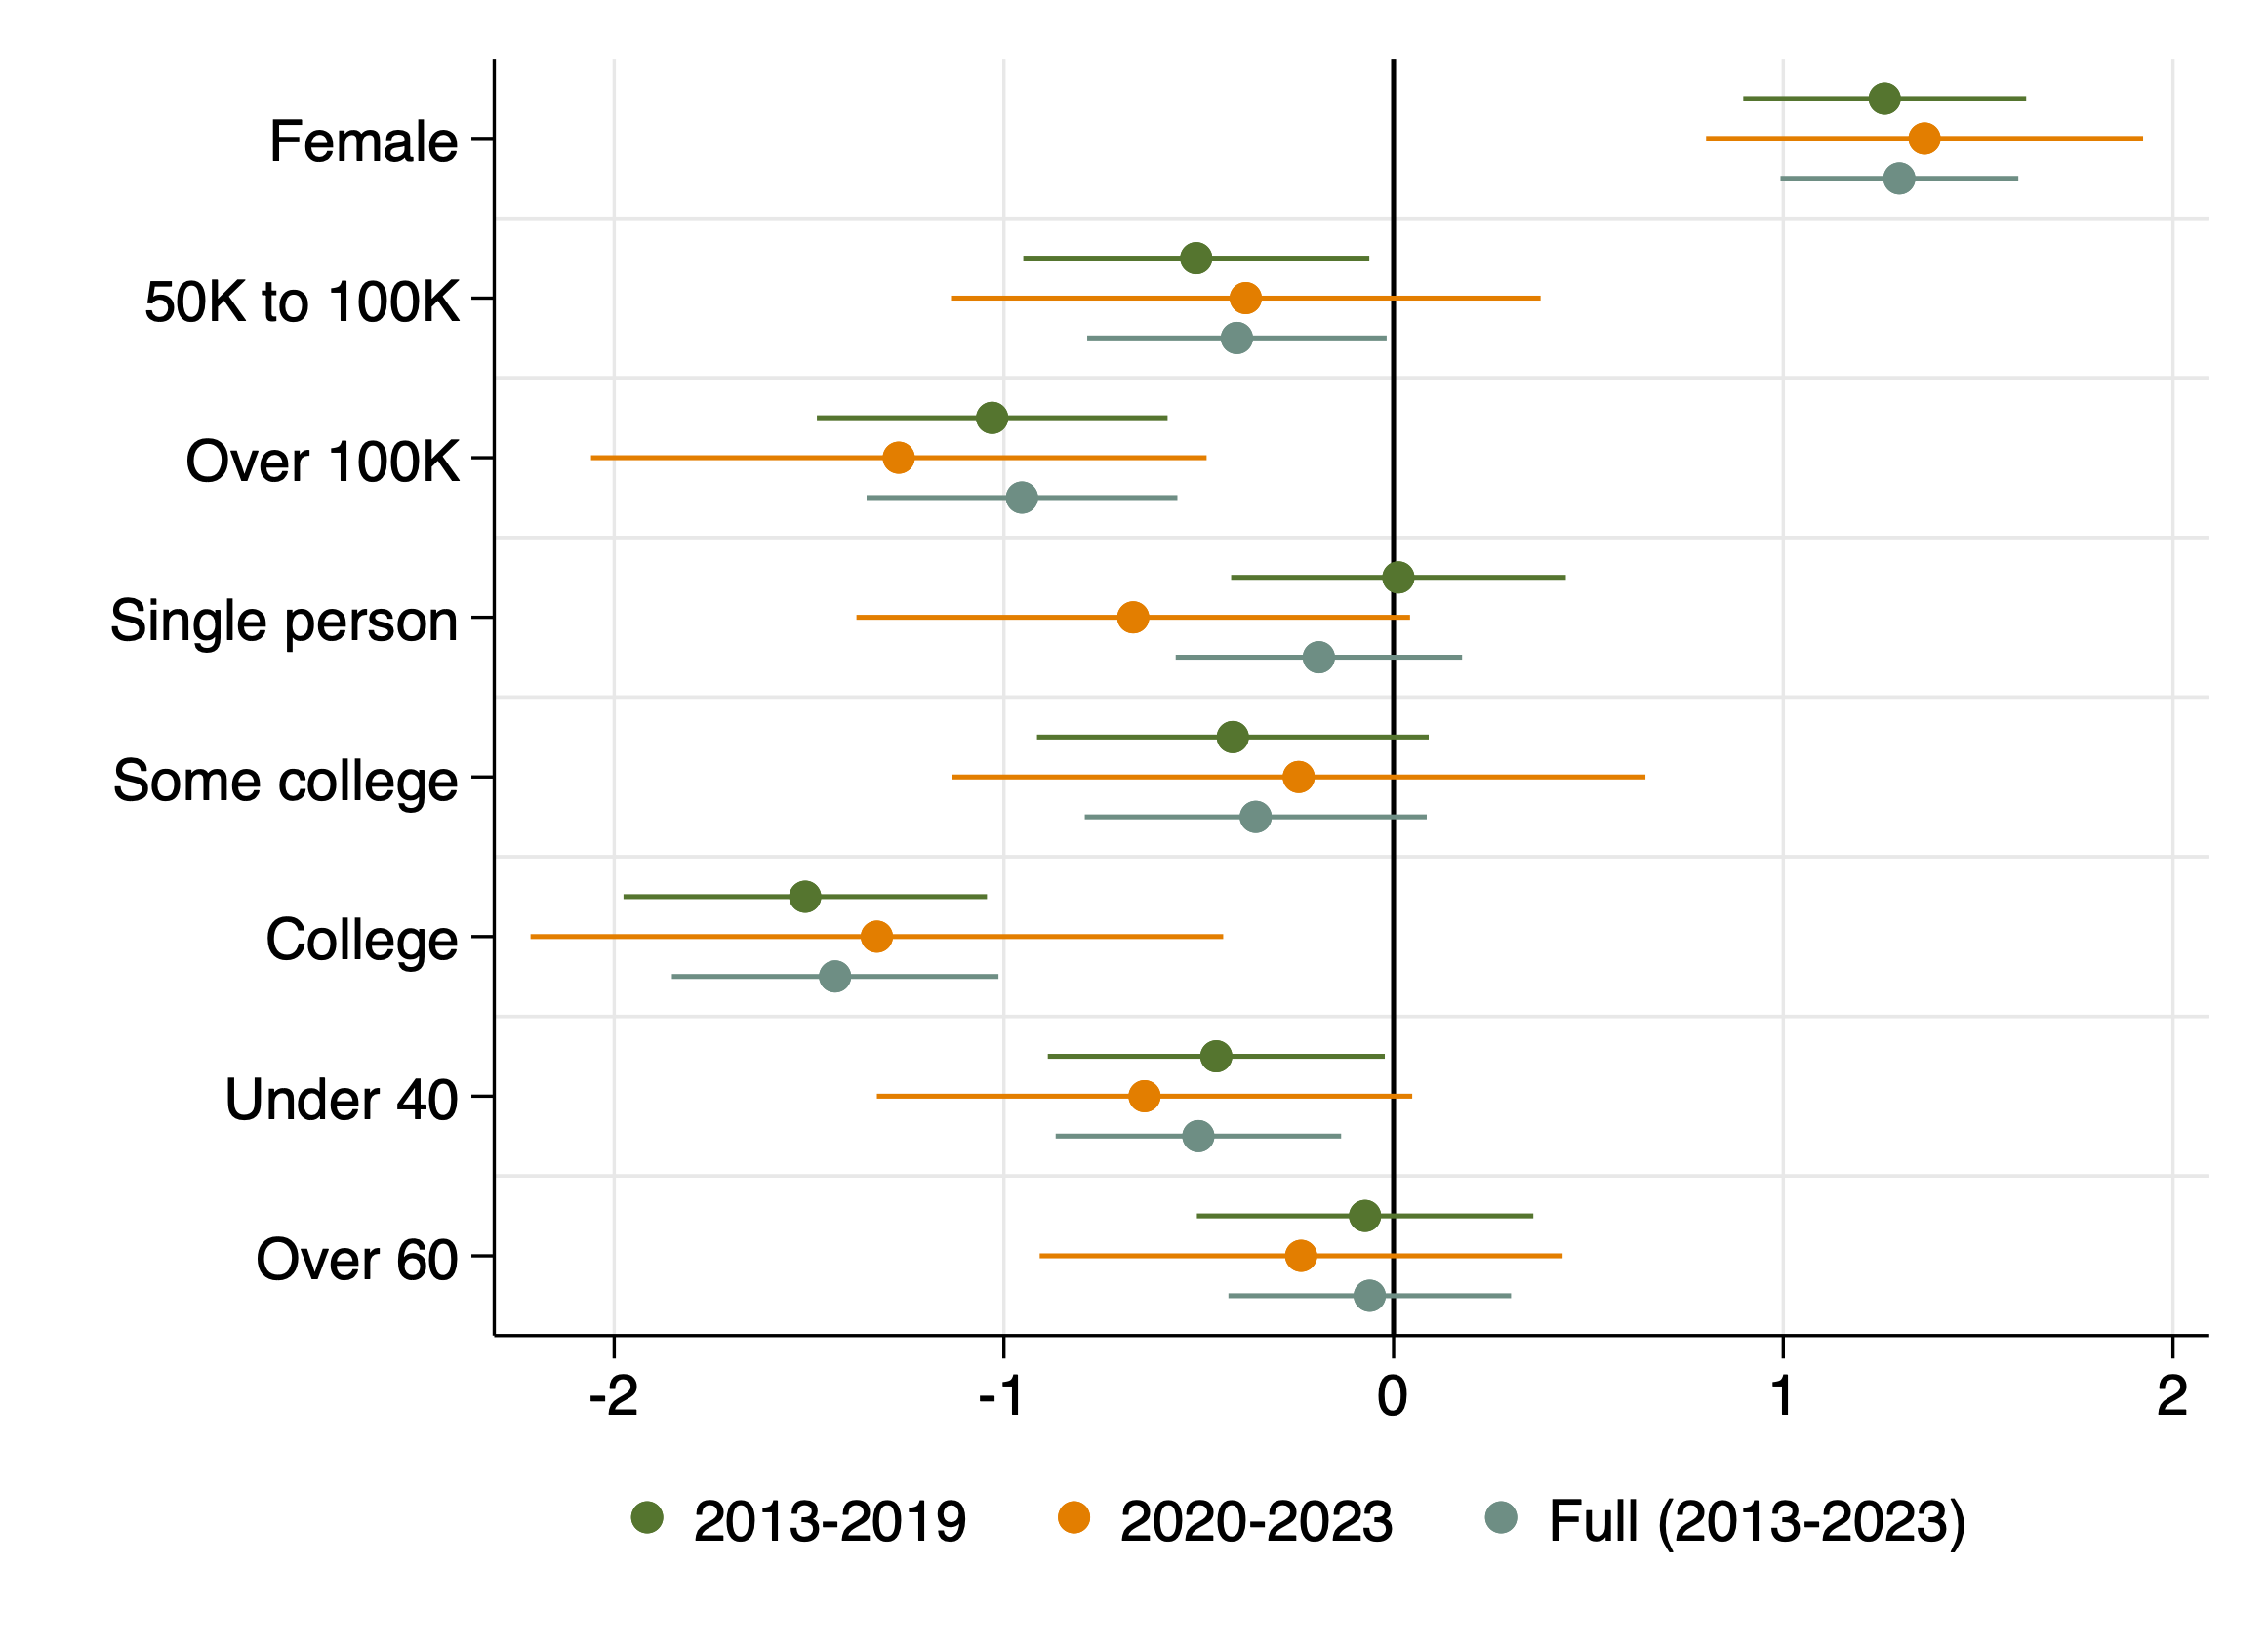 Female
50K to 100K
Over 100K
Single person
Some college
College
Under 40
Over 60
-2 -1 0 1 2
2013-2019 2020-2023 Full (2013-2023)